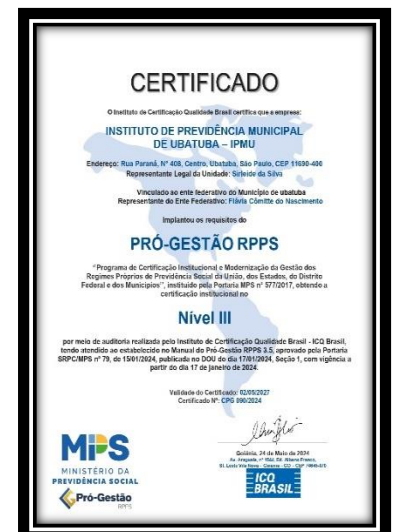 CERTIFICADO
O Instituto de Certificação Qualidade Brasil certifica que a empresa:
INSTITUTO DE PREVIDÊNCIA MUNICIPAL
DE UBATUBA – IPMU
Endereço: Rua Paraná, Nº 408, Centro, Ubatuba, São Paulo, CEP 11690-400
Representante Legal da Unidade: Sirleide da Silva
Vinculado ao ente federativo do Município de ubatuba
Representante do Ente Federativo: Flávia Cômitte do Nascimento
Implantou os requisitos do
PRÓ-GESTÃO RPPS
"Programa de Certificação Institucional e Modernização da Gestão dos
Regimes Próprios de Previdência Social da União, dos Estados, do Distrito
Federal e dos Municípios", instituído pela Portaria MPS nº 577/2017, obtendo a
certificação institucional no
Nível III
por meio de auditoria realizada pelo Instituto de Certificação Qualidade Brasil - ICQ Brasil,
tendo atendido ao estabelecido no Manual do Pró-Gestão RPPS 3.5, aprovado pela Portaria
SRPC/MPS nº 79, de 15/01/2024, publicada no DOU do dia 17/01/2024, Seção 1, com vigência a
partir do dia 17 de janeiro de 2024.
Validade do Certificado: 02/05/2027
Certificado Nº: CPG 090/2024
Goiânia, 24 de Maio de 2024
MPS
MINISTÉRIO DA
PREVIDÊNCIA SOCIAL
Pró-Gestão
RPPS
ICQ
BRASIL